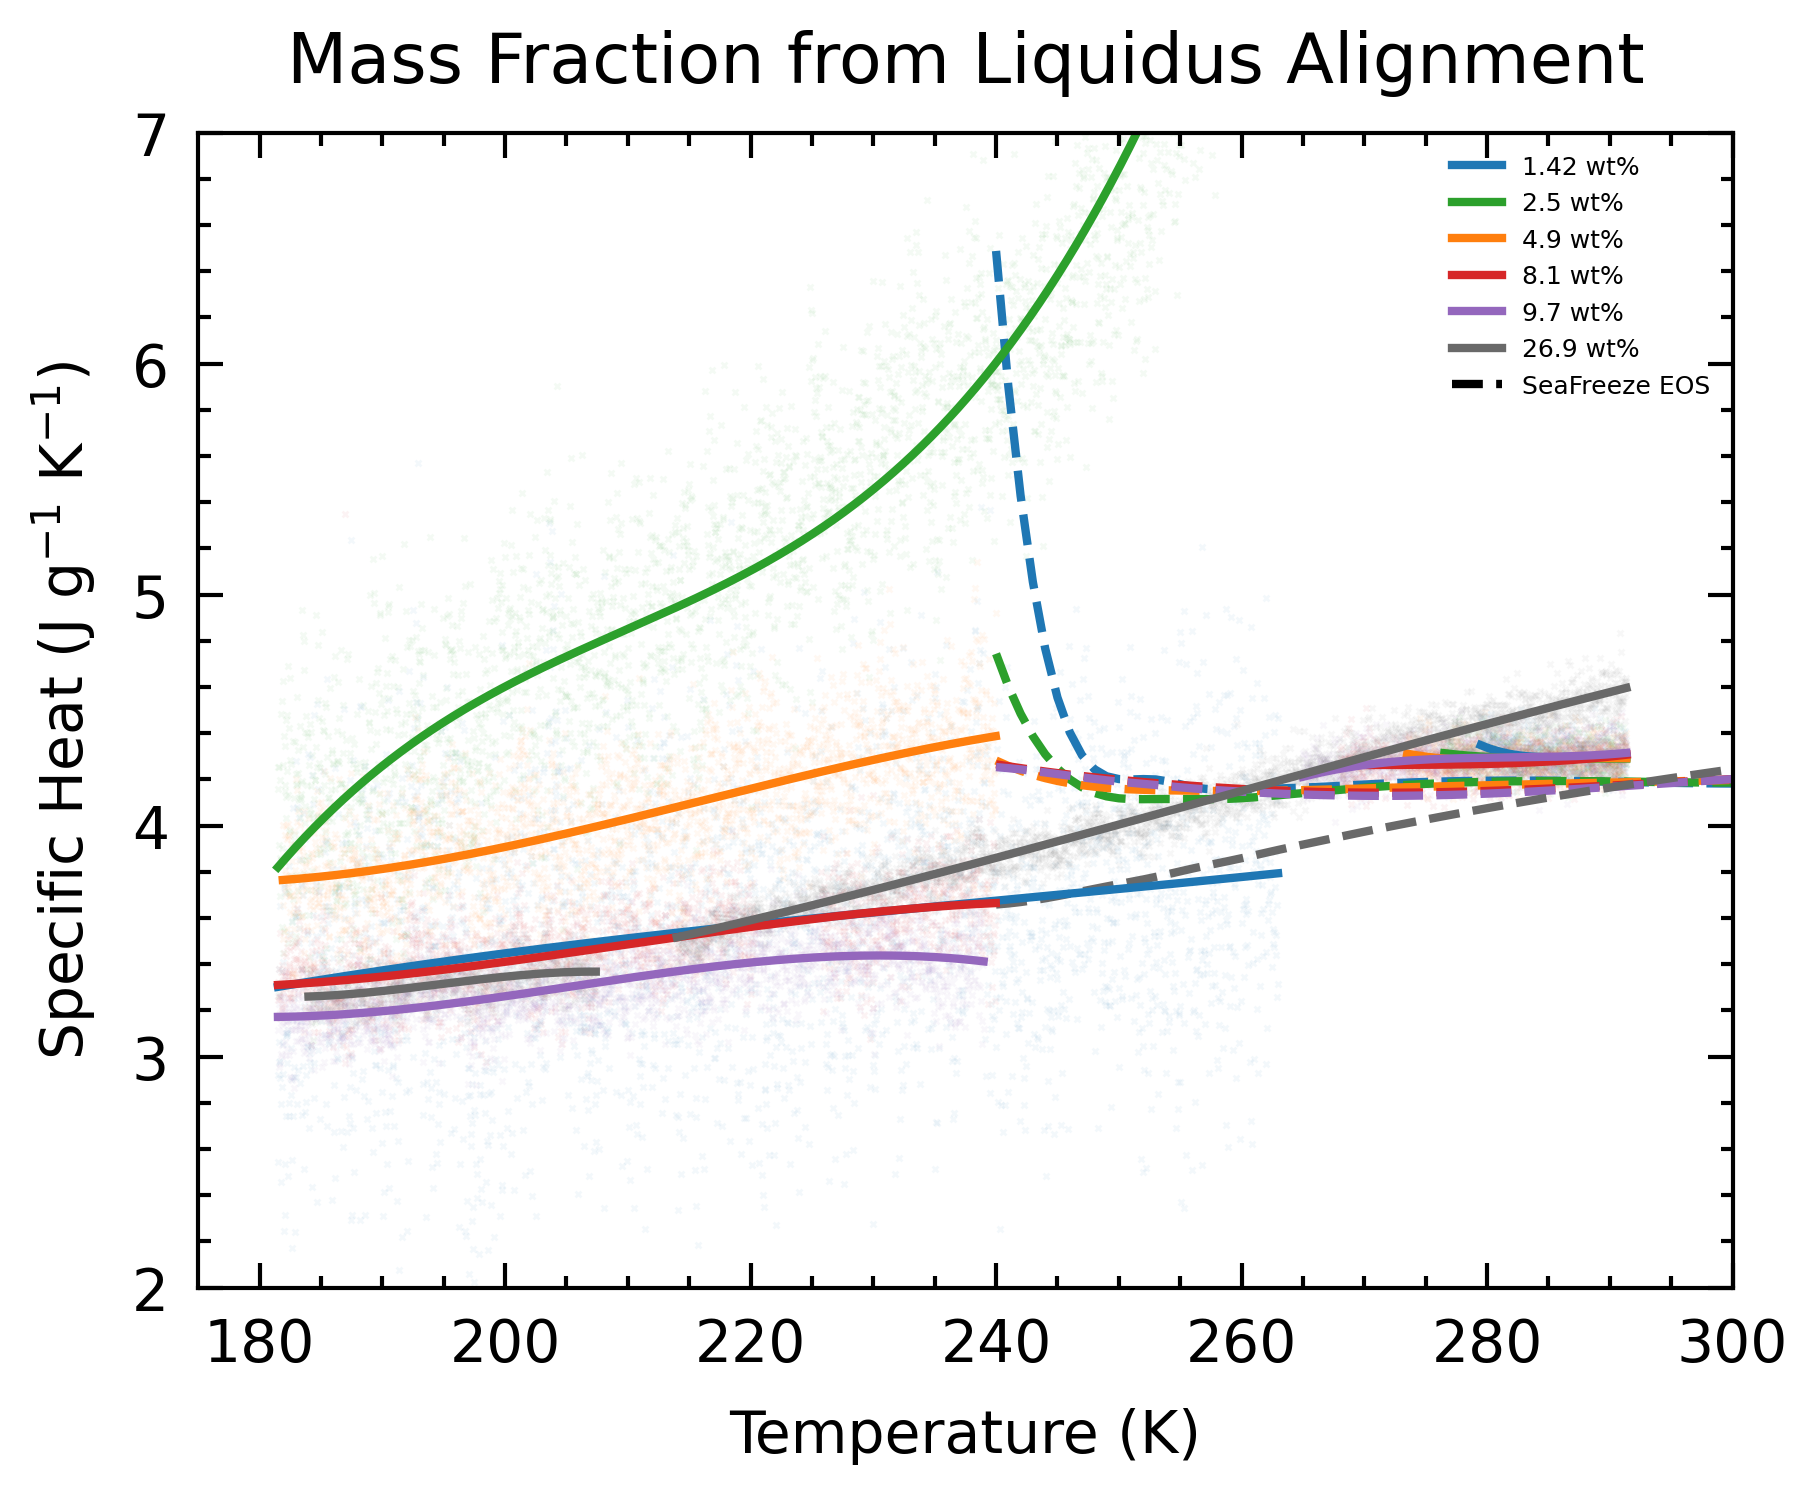 Mass Fraction from Liquidus Alignment
7
6
5
4
3
2
Specific Heat (J g⁻¹ K⁻¹)
1.42 wt%
2.5 wt%
4.9 wt%
8.1 wt%
9.7 wt%
26.9 wt%
SeaFreeze EOS
180 200 220 240 260 280 300
Temperature (K)